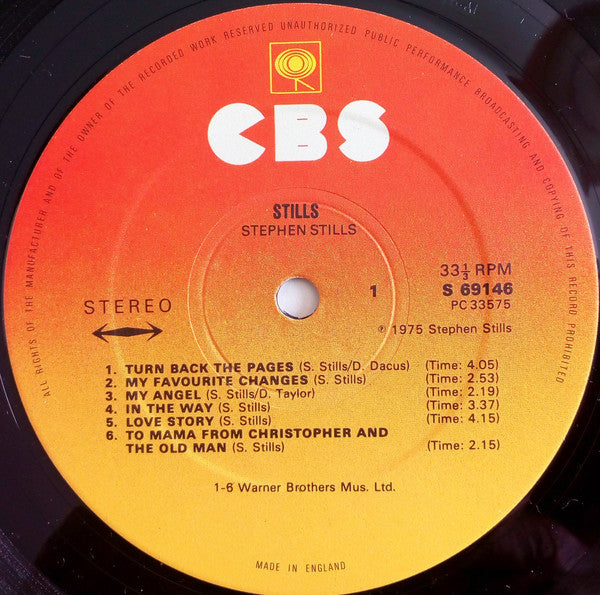 ALL RIGHTS OF THE MANUFACTURER AND OF THE OWNER OF THE RECORDED WORK RESERVED UNAUTHORIZED PUBLIC PERFORMANCE BROADCASTING AND COPYING OF THIS RECORD PROHIBITED
CBS
STILLS
STEPHEN STILLS
STEREO
1
33⅓ RPM
S 69146
PC 33575
℗ 1975 Stephen Stills
1. TURN BACK THE PAGES (S. Stills/D. Dacus) (Time: 4.05)
2. MY FAVOURITE CHANGES (S. Stills) (Time: 2.53)
3. MY ANGEL (S. Stills/D. Taylor) (Time: 2.19)
4. IN THE WAY (S. Stills) (Time: 3.37)
5. LOVE STORY (S. Stills) (Time: 4.15)
6. TO MAMA FROM CHRISTOPHER AND
THE OLD MAN (S. Stills) (Time: 2.15)
1-6 Warner Brothers Mus. Ltd.
MADE IN ENGLAND